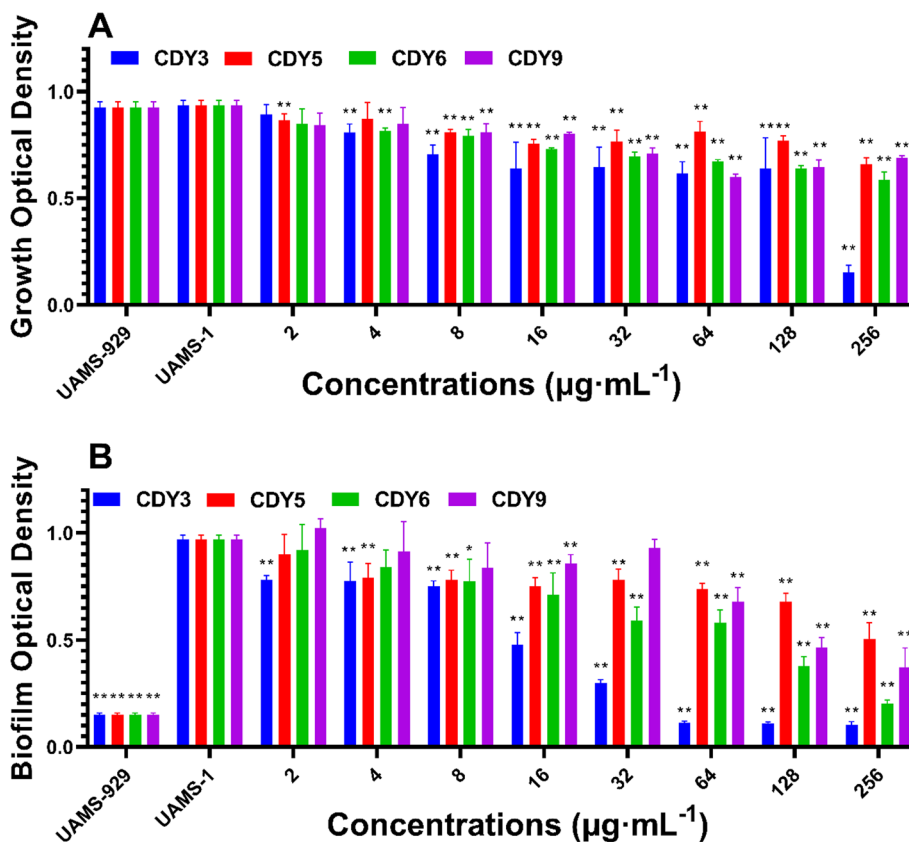 A
CDY3 CDY5 CDY6 CDY9
Growth Optical Density
1.0
0.5
0.0
** ** ** ** ** ** ** ** **** ** ** ** ** ** ** ** ** **** ** ** ** ** ** **
UAMS-929 UAMS-1 2 4 8 16 32 64 128 256
Concentrations (µg·mL-1)
B
CDY3 CDY5 CDY6 CDY9
Biofilm Optical Density
1.0
0.5
0.0
******** ** ** ** ** ** * ** ** ** ** ** ** ** ** ** ** ** ** ** ** ** ** ** ** **
UAMS-929 UAMS-1 2 4 8 16 32 64 128 256
Concentrations (µg·mL-1)